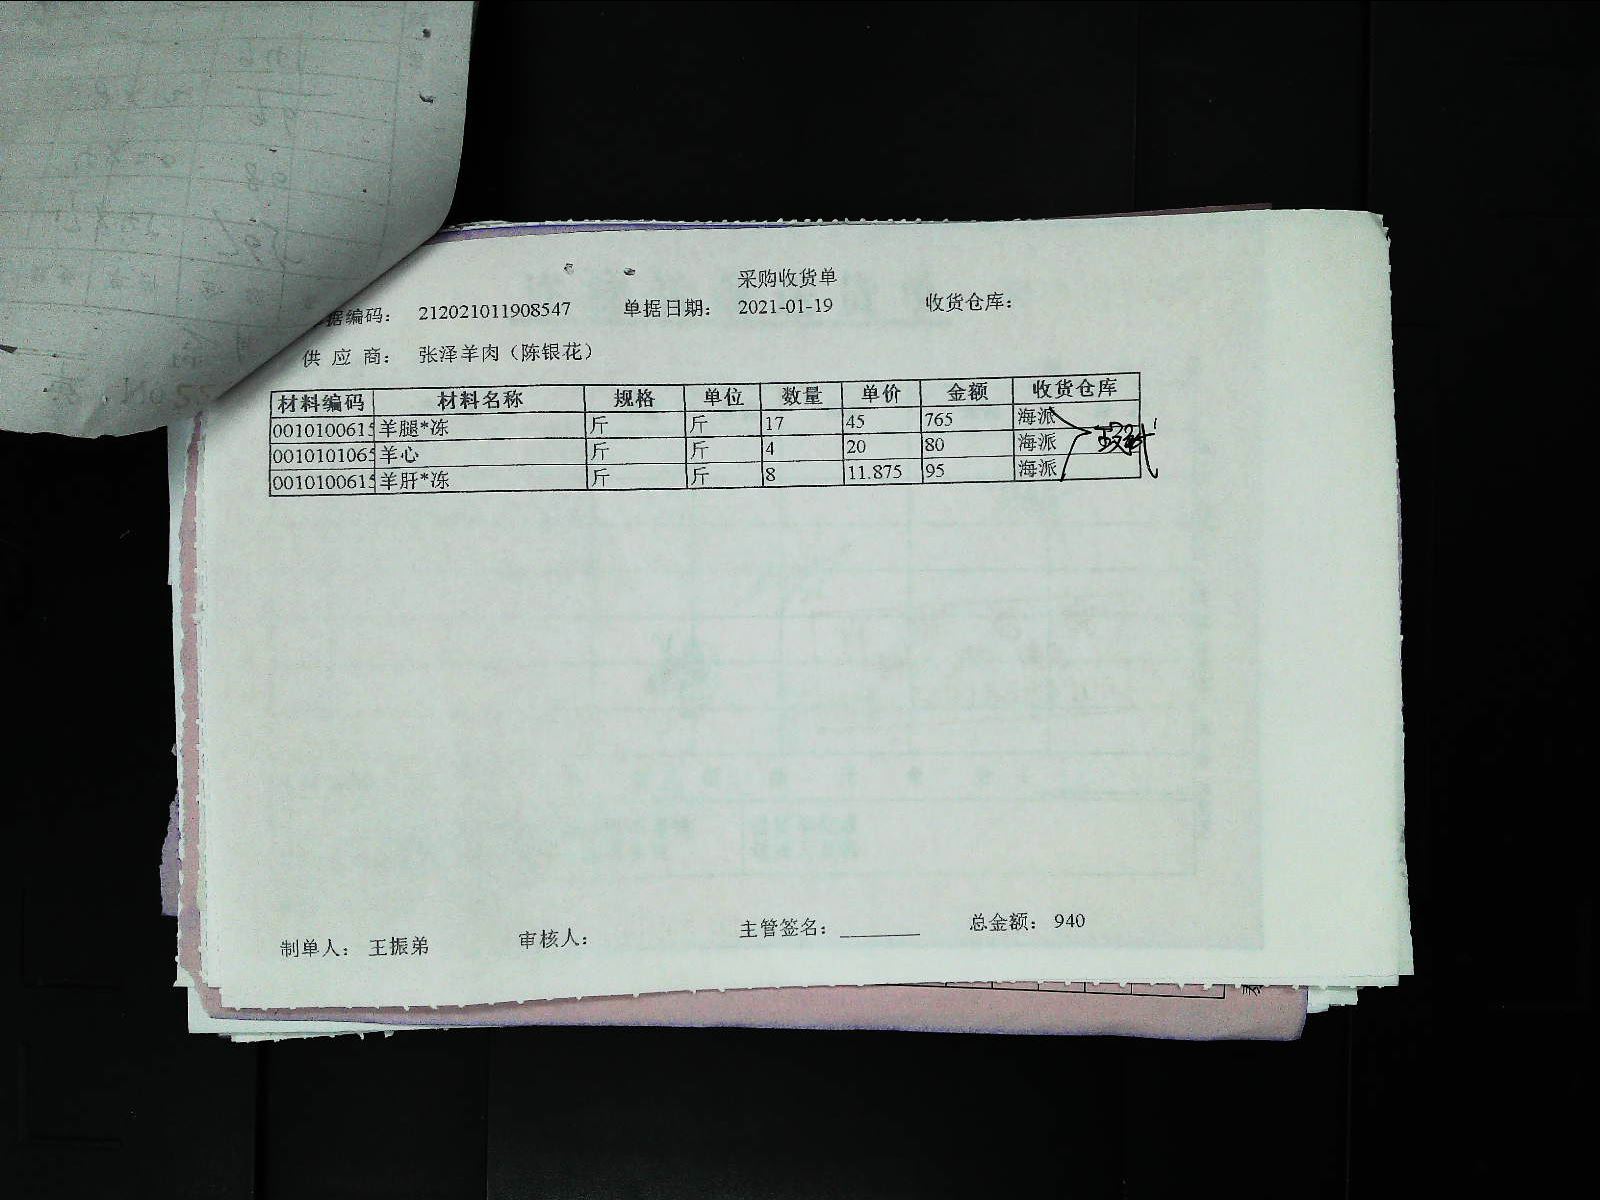 采购收货单
据编码： 212021011908547 单据日期： 2021-01-19 收货仓库：
供 应 商： 张泽羊肉（陈银花）
材料编码 材料名称 规格 单位 数量 单价 金额 收货仓库
001010061 羊腿*冻 斤 斤 17 45 765 海派
001010106 羊心 斤 斤 4 20 80 海派
001010061 羊肝*冻 斤 斤 8 11.875 95 海派
制单人： 王振弟 审核人： 主管签名： 总金额： 940